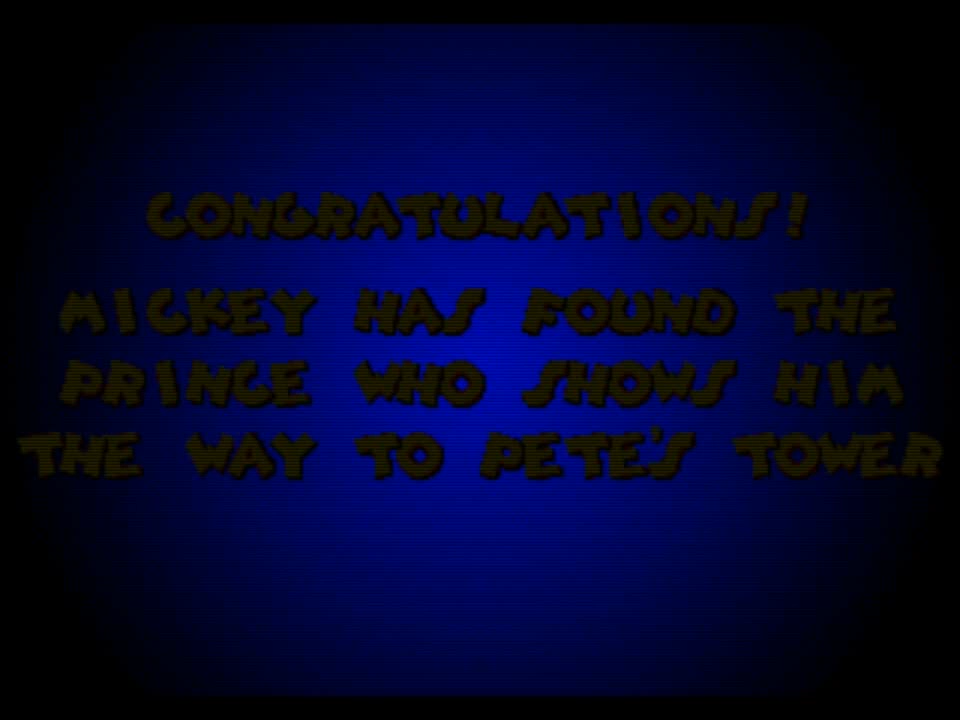 CONGRATULATIONS!
MICKEY HAS FOUND THE
PRINCE WHO SHOWS HIM
THE WAY TO PETE'S TOWER